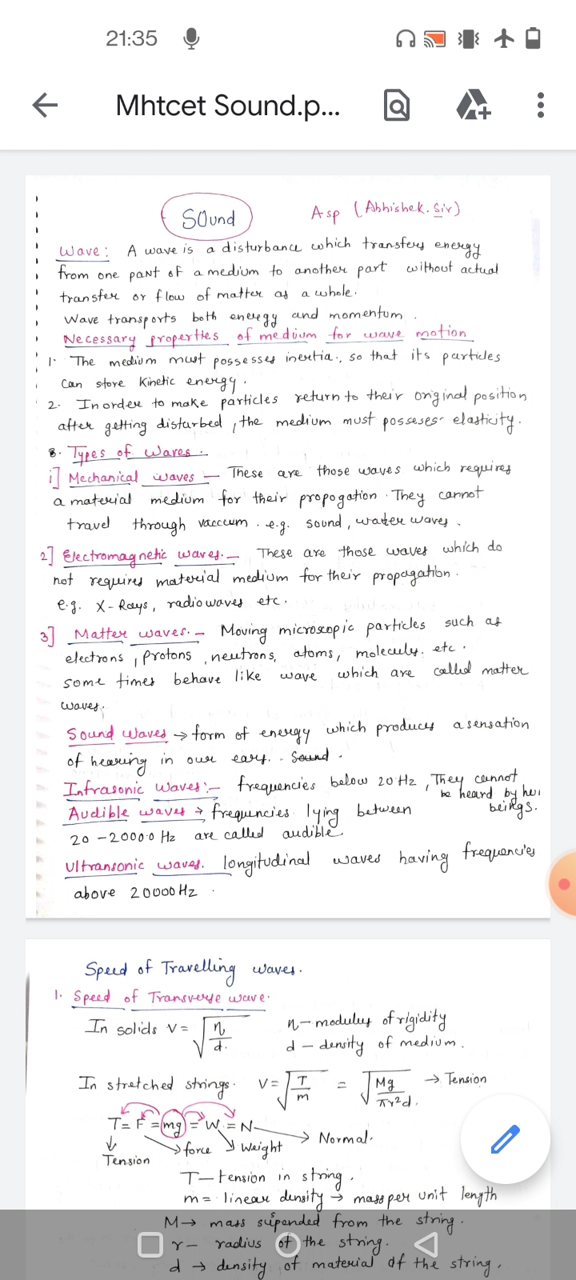 21:35
Mhtcet Sound.p...
Sound
Asp (Abhishek. Sir)
Wave: A wave is a disturbance which transfers energy
from one part of a medium to another part without actual
transfer or flow of matter as a whole.
Wave transports both energy and momentum.
Necessary properties of medium for wave motion
1. The medium must possesses inertia, so that its particles
can store kinetic energy.
2. Inorder to make particles return to their original position
after getting disturbed, the medium must posseses elasticity.
8. Types of waves.
1] Mechanical waves – These are those waves which requires
a material medium for their propogation. They cannot
travel through vaccum. e.g. sound, water waves.
2] Electromagnetic waves. – These are those waves which do
not requires material medium for their propagation.
e.g. X-Rays, radiowaves etc.
3] Matter waves. – Moving microscopic particles such as
electrons, protons, neutrons, atoms, moleculs, etc.
some times behave like wave which are called matter
waves.
Sound waves → form of energy which produces a sensation
of hearing in our ears. Sound.
Infrasonic waves:– frequencies below 20 Hz, They cannot
be heard by
Audible waves → frequencies lying between beings.
20 – 20000 Hz are called audible.
Ultransonic waves. longitudinal waves having frequencies
above 20000 Hz.
Speed of Travelling waves.
1. Speed of Transverse wave.
In solids V = √(η/d) η – modulus of rigidity
d – density of medium.
In stretched strings. V = √(T/m) = √(Mg/πr²d) → Tension
T = F = mg = W = N → Normal.
Tension force Weight
T – tension in string.
m = linear density → mass per unit length
M → mass supended from the string.
r – radius of the string.
d → density of material of the string.